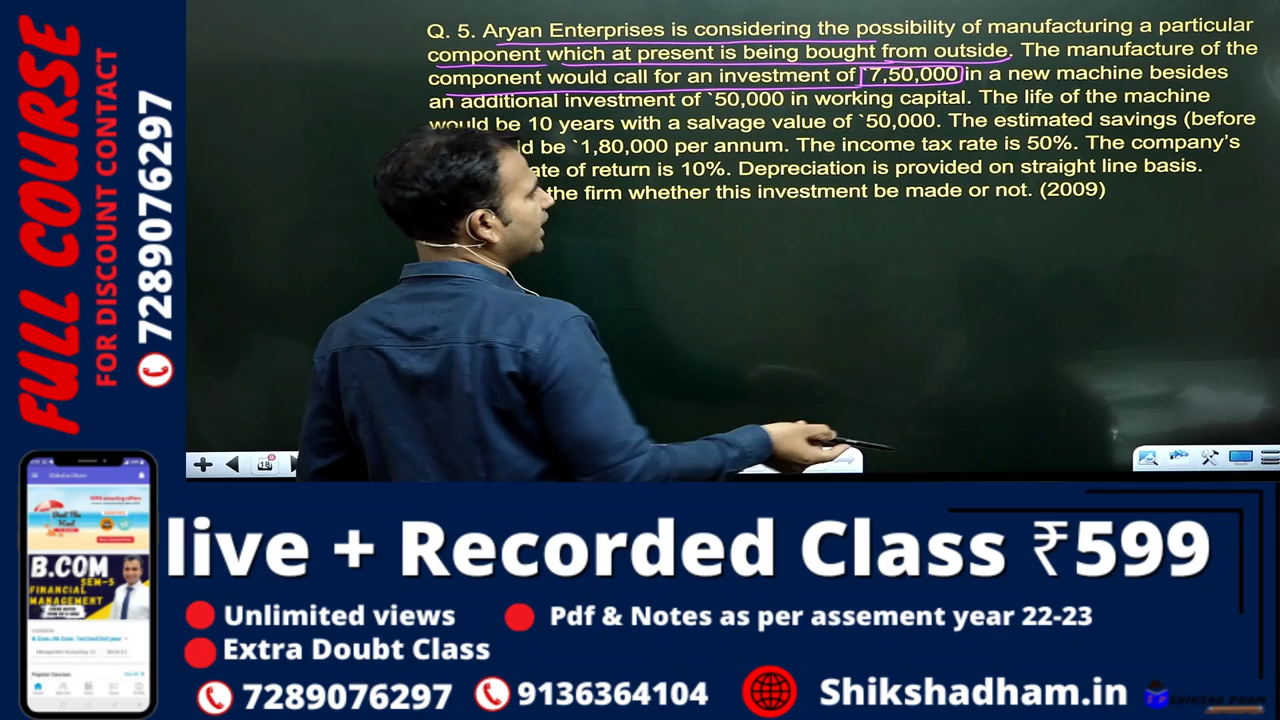 FULL COURSE
FOR DISCOUNT CONTACT
7289076297
Q. 5. Aryan Enterprises is considering the possibility of manufacturing a particular
component which at present is being bought from outside. The manufacture of the
component would call for an investment of `7,50,000 in a new machine besides
an additional investment of `50,000 in working capital. The life of the machine
would be 10 years with a salvage value of `50,000. The estimated savings (before
be `1,80,000 per annum. The income tax rate is 50%. The company's
of return is 10%. Depreciation is provided on straight line basis.
the firm whether this investment be made or not. (2009)
18
B.COM
SEM-5
FINANCIAL
MANAGEMENT
live + Recorded Class ₹599
Unlimited views
Pdf & Notes as per assement year 22-23
Extra Doubt Class
7289076297
9136364104
Shikshadham.in
SHIKSHA DHAM